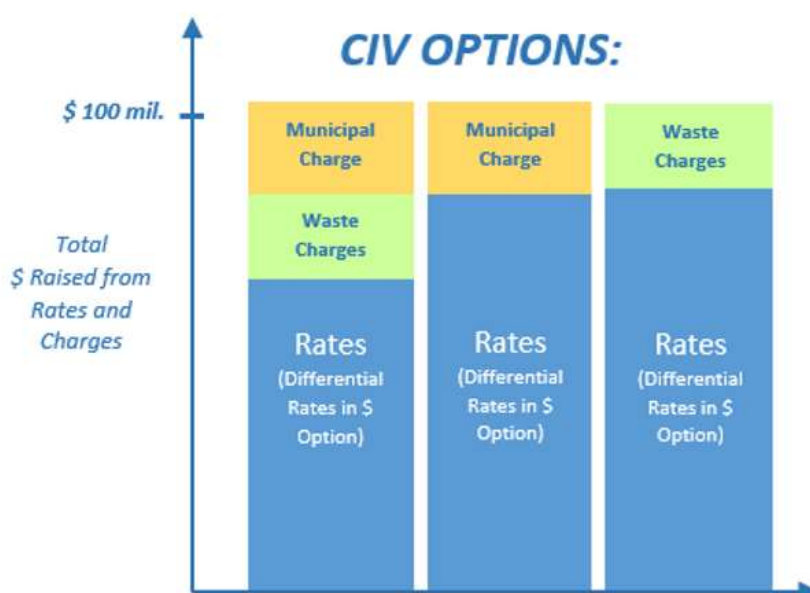 CIV OPTIONS:
$ 100 mil.
Total
$ Raised from
Rates and
Charges
Municipal
Charge
Waste
Charges
Rates
(Differential
Rates in $
Option)
Municipal
Charge
Rates
(Differential
Rates in $
Option)
Waste
Charges
Rates
(Differential
Rates in $
Option)